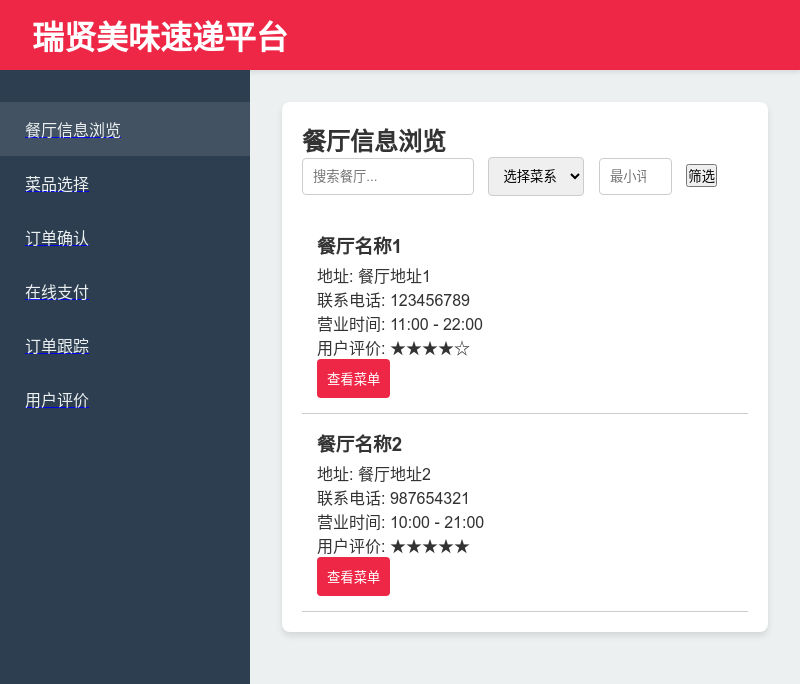 瑞贤美味速递平台
餐厅信息浏览
菜品选择
订单确认
在线支付
订单跟踪
用户评价
餐厅信息浏览
搜索餐厅... 选择菜系 最小评 筛选
餐厅名称1
地址: 餐厅地址1
联系电话: 123456789
营业时间: 11:00 - 22:00
用户评价: ★★★★☆
查看菜单
餐厅名称2
地址: 餐厅地址2
联系电话: 987654321
营业时间: 10:00 - 21:00
用户评价: ★★★★★
查看菜单